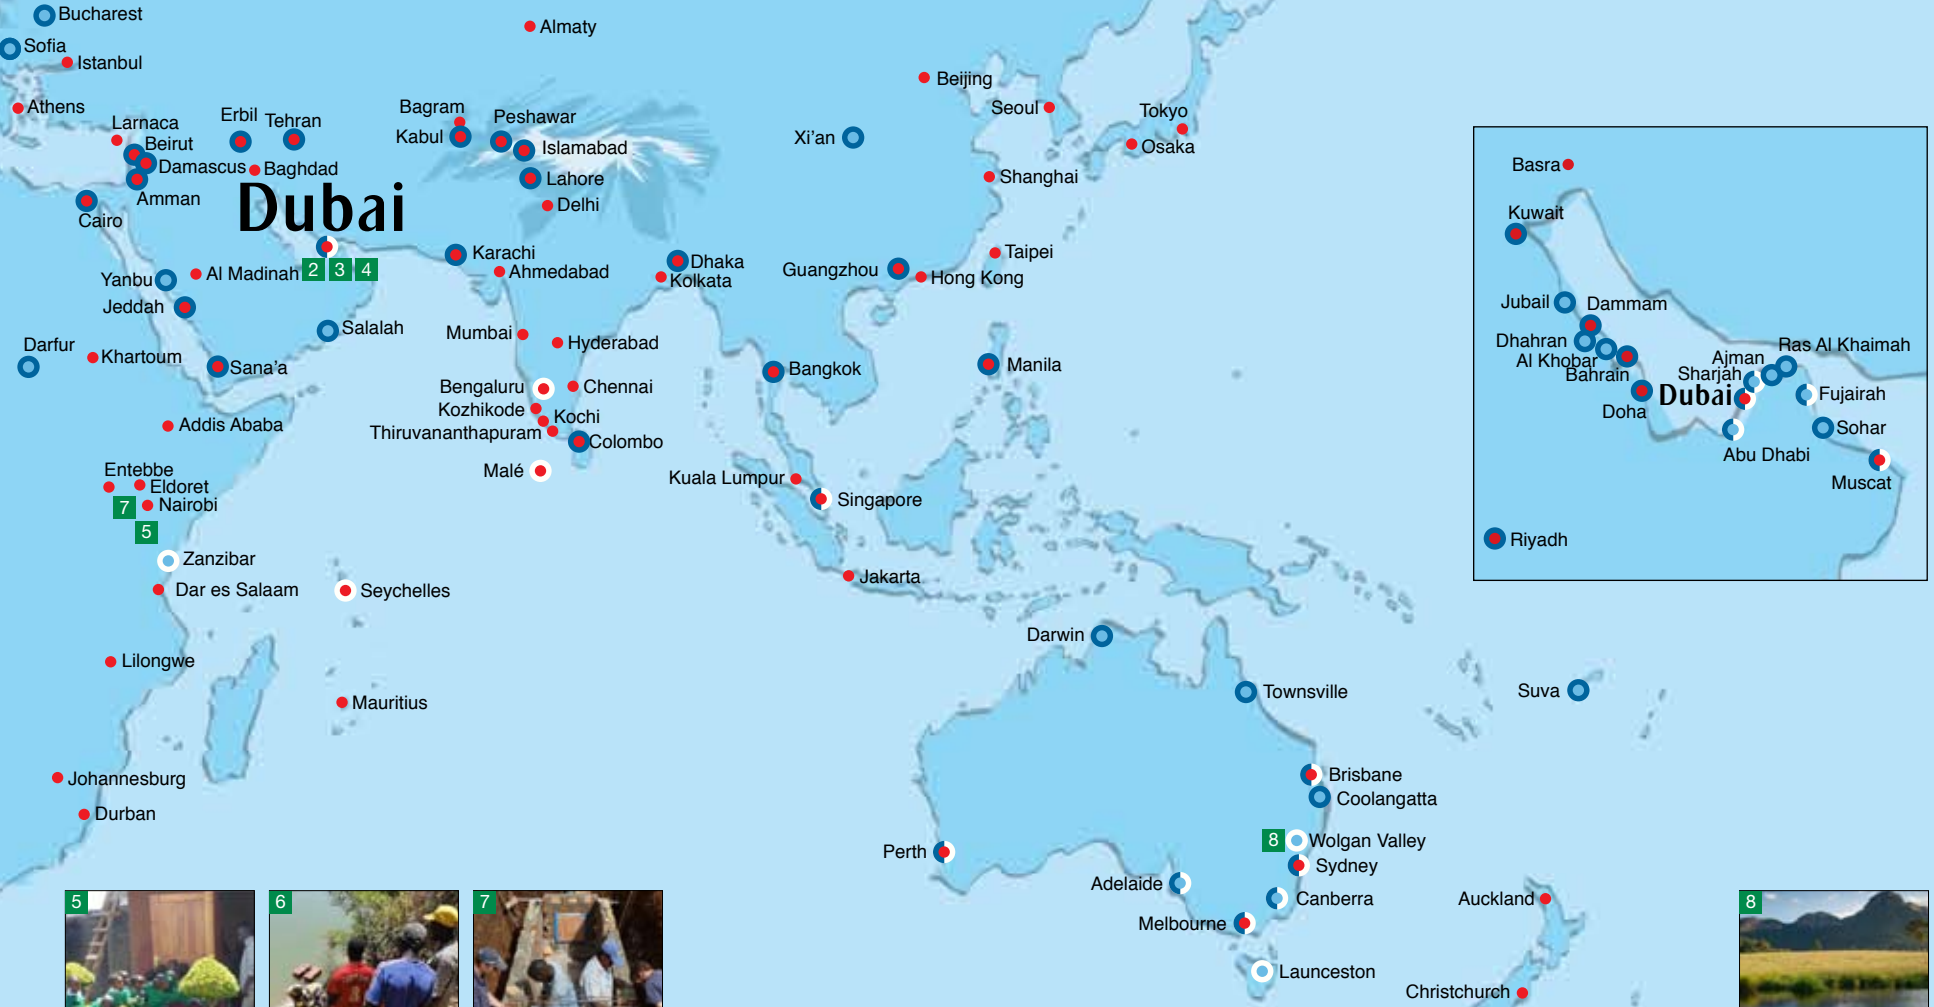 Bucharest
Almaty
Sofia
Istanbul
Beijing
Athens
Seoul
Bagram
Tokyo
Larnaca
Erbil
Tehran
Peshawar
Kabul
Xi'an
Beirut
Islamabad
Osaka
Damascus
Baghdad
Lahore
Shanghai
Amman
Dubai
Delhi
Cairo
Karachi
Taipei
Dhaka
Guangzhou
Al Madinah
2 3 4
Ahmedabad
Kolkata
Hong Kong
Yanbu
Jeddah
Salalah
Mumbai
Hyderabad
Darfur
Khartoum
Sana'a
Bangkok
Manila
Bengaluru
Chennai
Kozhikode
Kochi
Addis Ababa
Thiruvananthapuram
Colombo
Entebbe
Malé
Kuala Lumpur
Eldoret
7
Nairobi
Singapore
5
Zanzibar
Jakarta
Dar es Salaam
Seychelles
Darwin
Lilongwe
Townsville
Suva
Mauritius
Johannesburg
Brisbane
Coolangatta
Durban
8
Wolgan Valley
Perth
Sydney
Adelaide
Canberra
Auckland
Melbourne
Launceston
Christchurch
Basra
Kuwait
Jubail
Dammam
Dhahran
Ras Al Khaimah
Al Khobar
Ajman
Bahrain
Sharjah
Dubai
Fujairah
Doha
Sohar
Abu Dhabi
Muscat
Riyadh
5
6
7
8